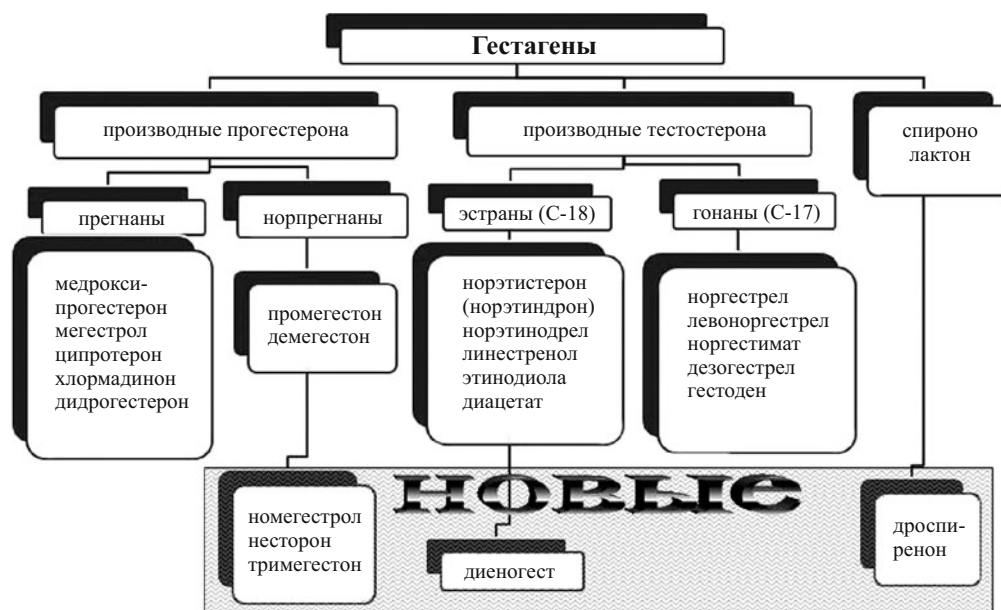 Гестагены
производные прогестерона
производные тестостерона
спироно
лактон
прегнаны
норпрегнаны
эстраны (С-18)
гонаны (С-17)
медрокси-
прогестерон
мегестрол
ципротерон
хлормадинон
дидрогестерон
промегестон
демегестон
норэтистерон
(норэтиндрон)
норэтинодрел
линестренол
этинодиола
диацетат
норгестрел
левоноргестрел
норгестимат
дезогестрел
гестоден
новые
номегестрол
несторон
тримегестон
диеногест
дроспи-
ренон